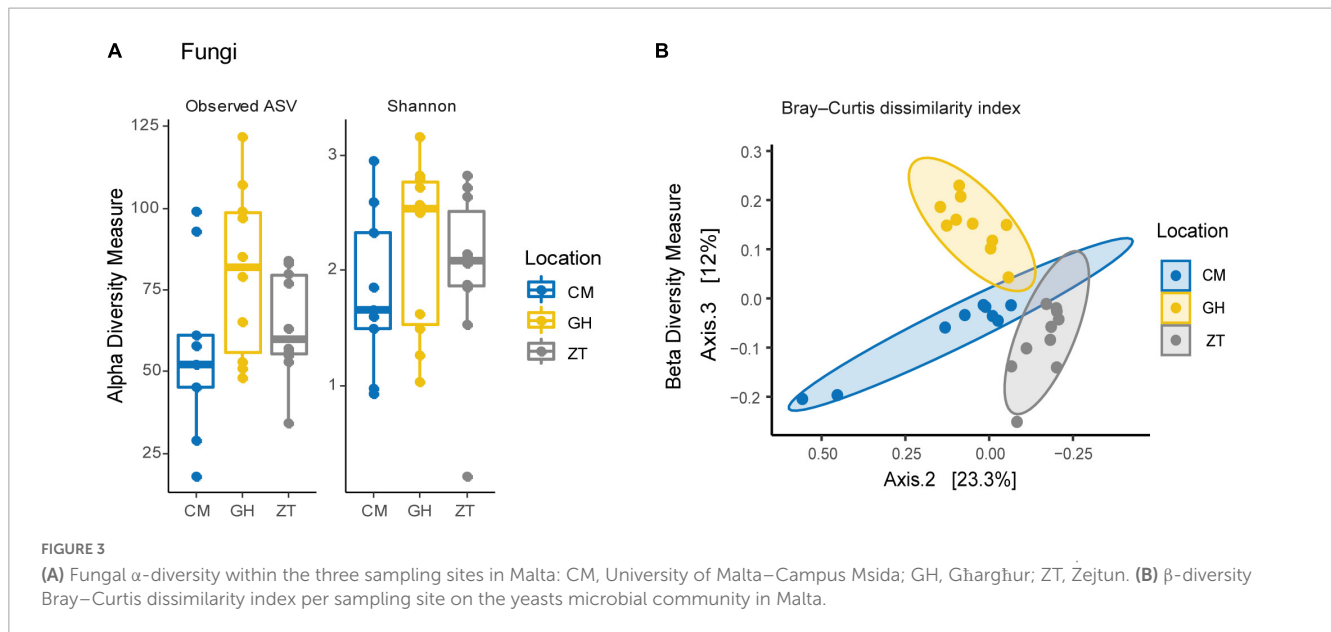 A Fungi
Observed ASV Shannon
Alpha Diversity Measure
125
100
75
50
25
3
2
1
CM GH ZT
CM GH ZT
Location
CM
GH
ZT
B
Bray–Curtis dissimilarity index
Beta Diversity Measure
Axis.3 [12%]
0.3
0.2
0.1
0.0
−0.1
−0.2
0.50 0.25 0.00 −0.25
Axis.2 [23.3%]
Location
CM
GH
ZT
FIGURE 3
(A) Fungal α-diversity within the three sampling sites in Malta: CM, University of Malta–Campus Msida; GH, Għargħur; ZT, Żejtun. (B) β-diversity
Bray–Curtis dissimilarity index per sampling site on the yeasts microbial community in Malta.